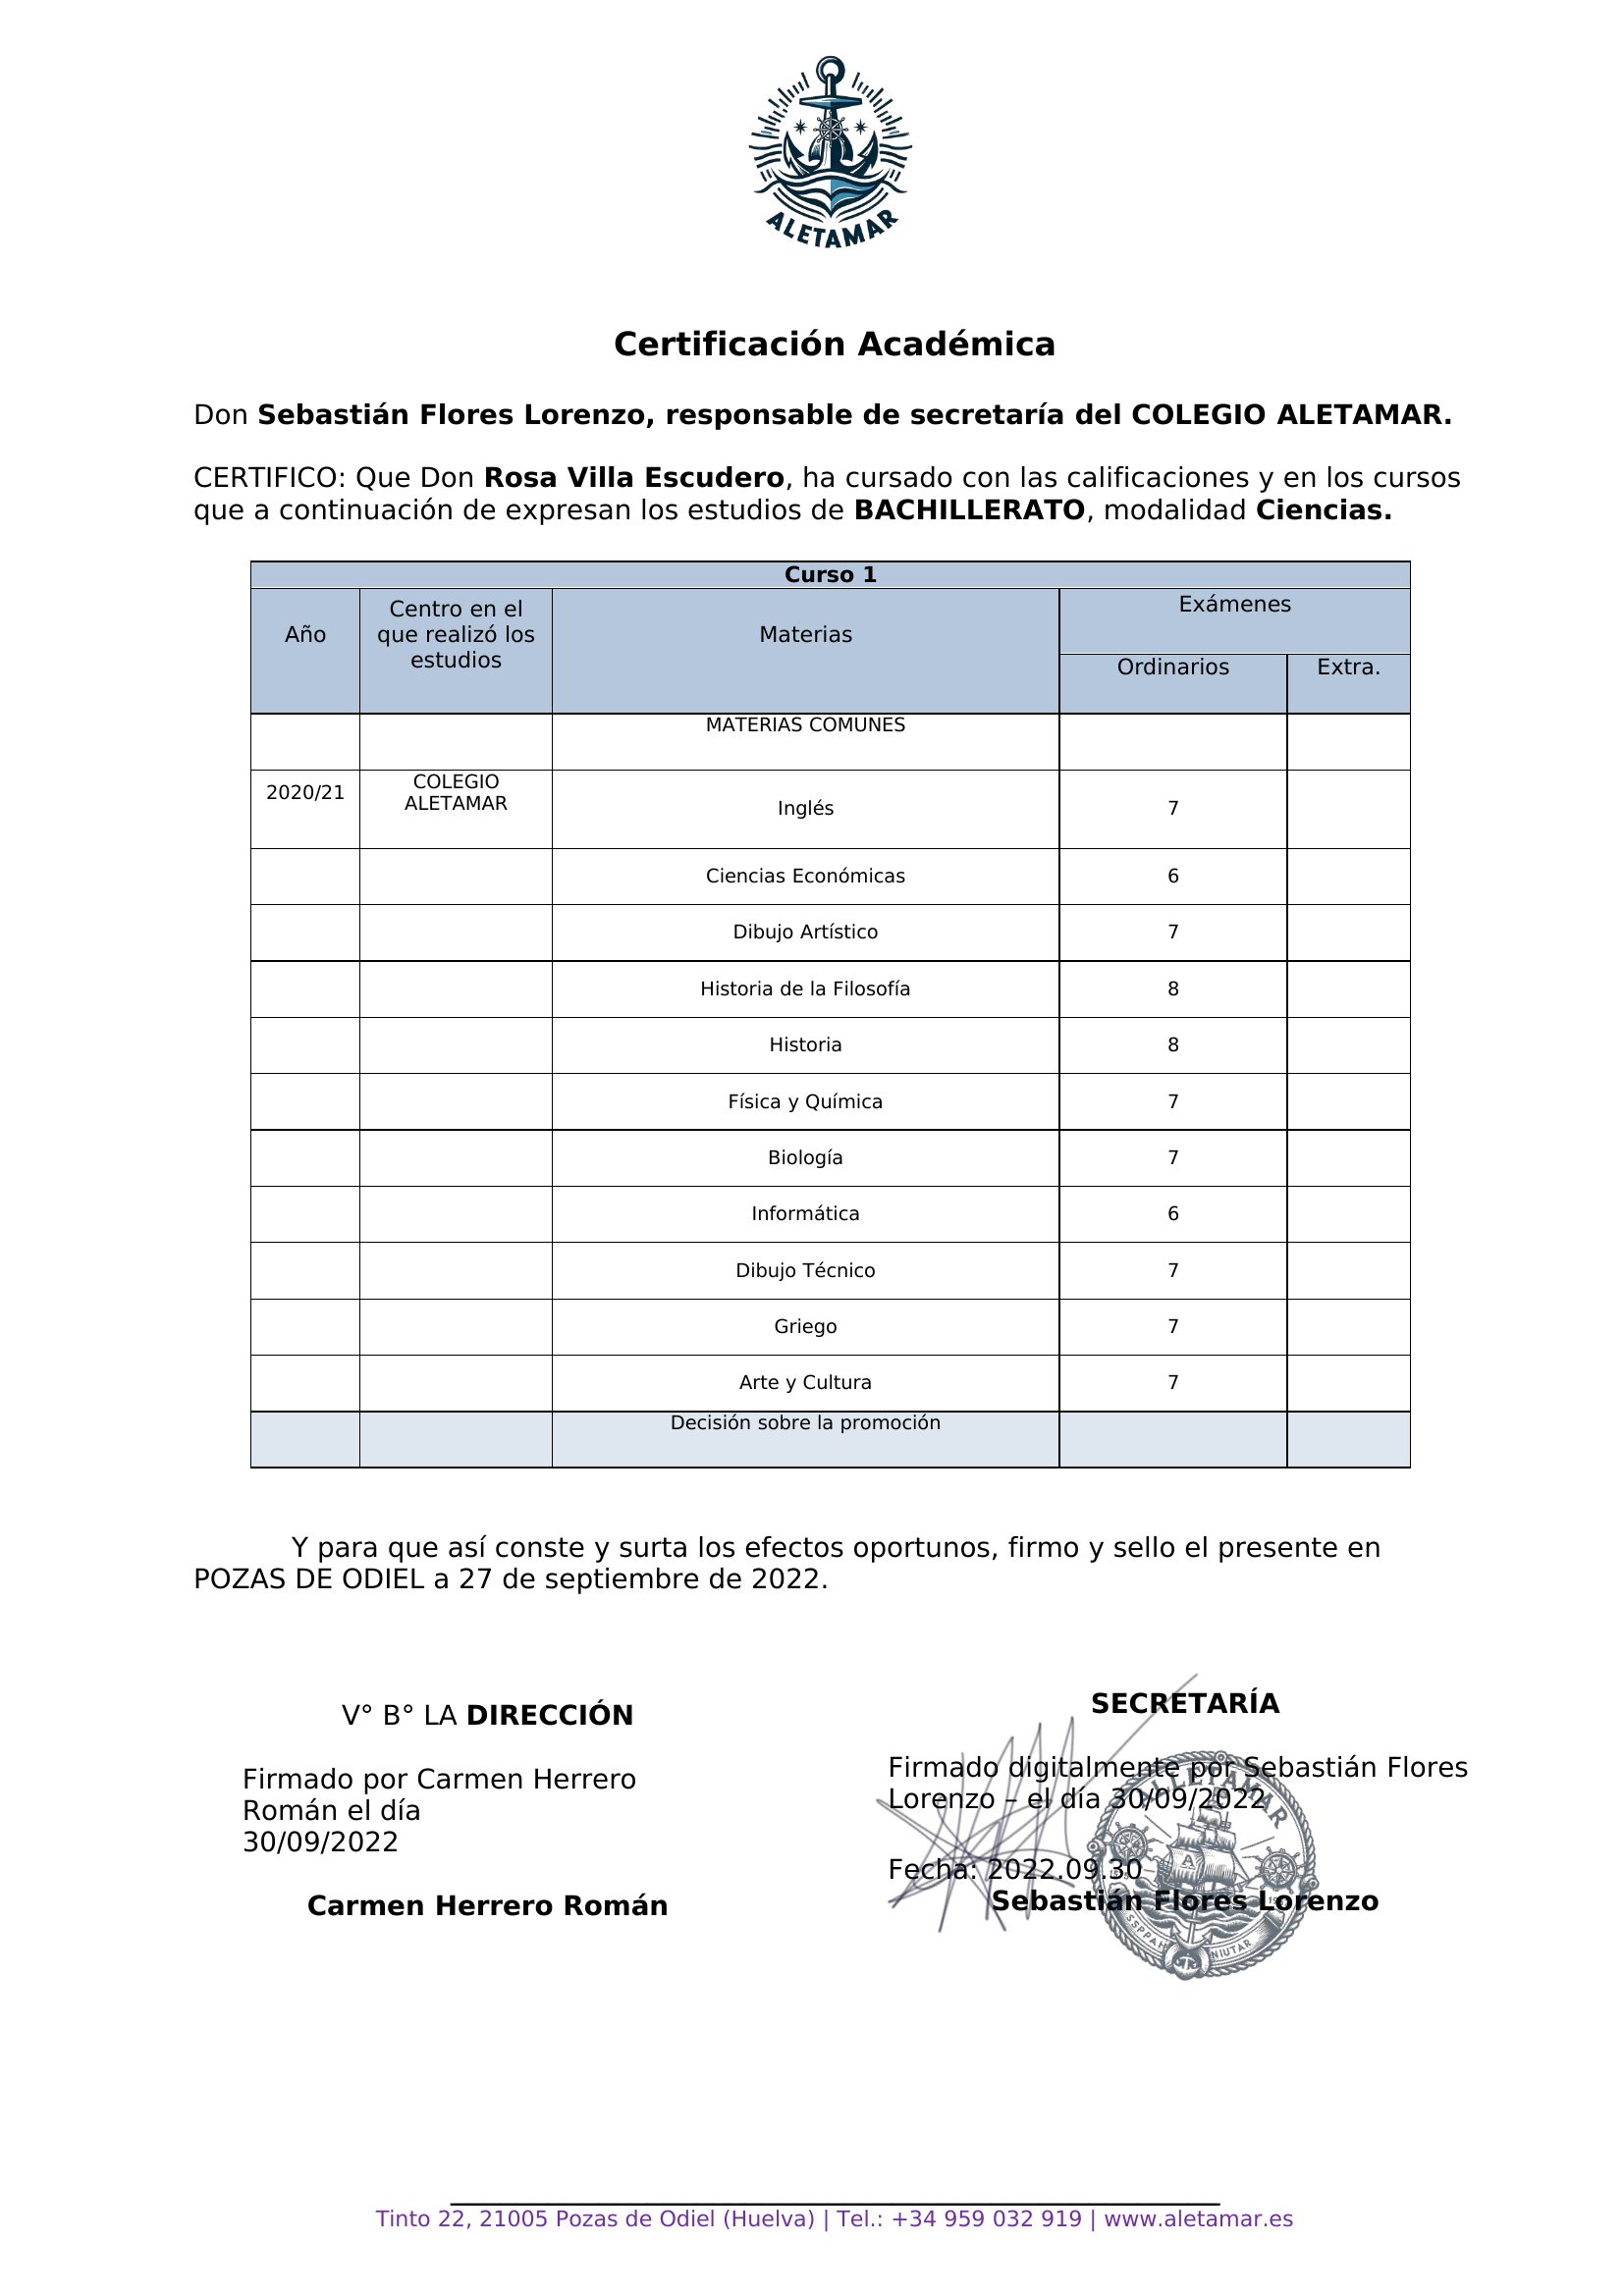 ALETAMAR
Certificación Académica
Don Sebastián Flores Lorenzo, responsable de secretaría del COLEGIO ALETAMAR.
CERTIFICO: Que Don Rosa Villa Escudero, ha cursado con las calificaciones y en los cursos
que a continuación de expresan los estudios de BACHILLERATO, modalidad Ciencias.
Curso 1
Año
Centro en el
que realizó los
estudios
Materias
Exámenes
Ordinarios
Extra.
MATERIAS COMUNES
2020/21
COLEGIO
ALETAMAR
Inglés
7
Ciencias Económicas
6
Dibujo Artístico
7
Historia de la Filosofía
8
Historia
8
Física y Química
7
Biología
7
Informática
6
Dibujo Técnico
7
Griego
7
Arte y Cultura
7
Decisión sobre la promoción
Y para que así conste y surta los efectos oportunos, firmo y sello el presente en
POZAS DE ODIEL a 27 de septiembre de 2022.
V° B° LA DIRECCIÓN
Firmado por Carmen Herrero
Román el día
30/09/2022
Carmen Herrero Román
SECRETARÍA
Firmado digitalmente por Sebastián Flores
Lorenzo – el día 30/09/2022
Fecha: 2022.09.30
Sebastián Flores Lorenzo
ALLETAMAR
A
Tinto 22, 21005 Pozas de Odiel (Huelva) | Tel.: +34 959 032 919 | www.aletamar.es